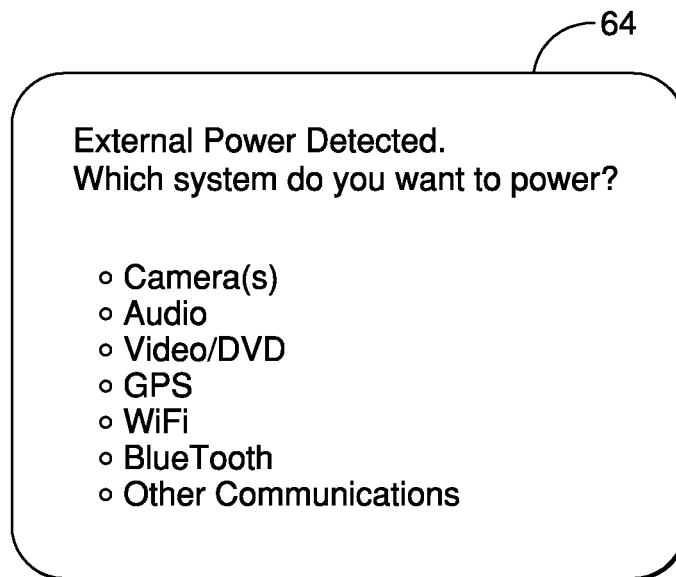 64
External Power Detected.
Which system do you want to power?
Camera(s)
Audio
Video/DVD
GPS
WiFi
BlueTooth
Other Communications